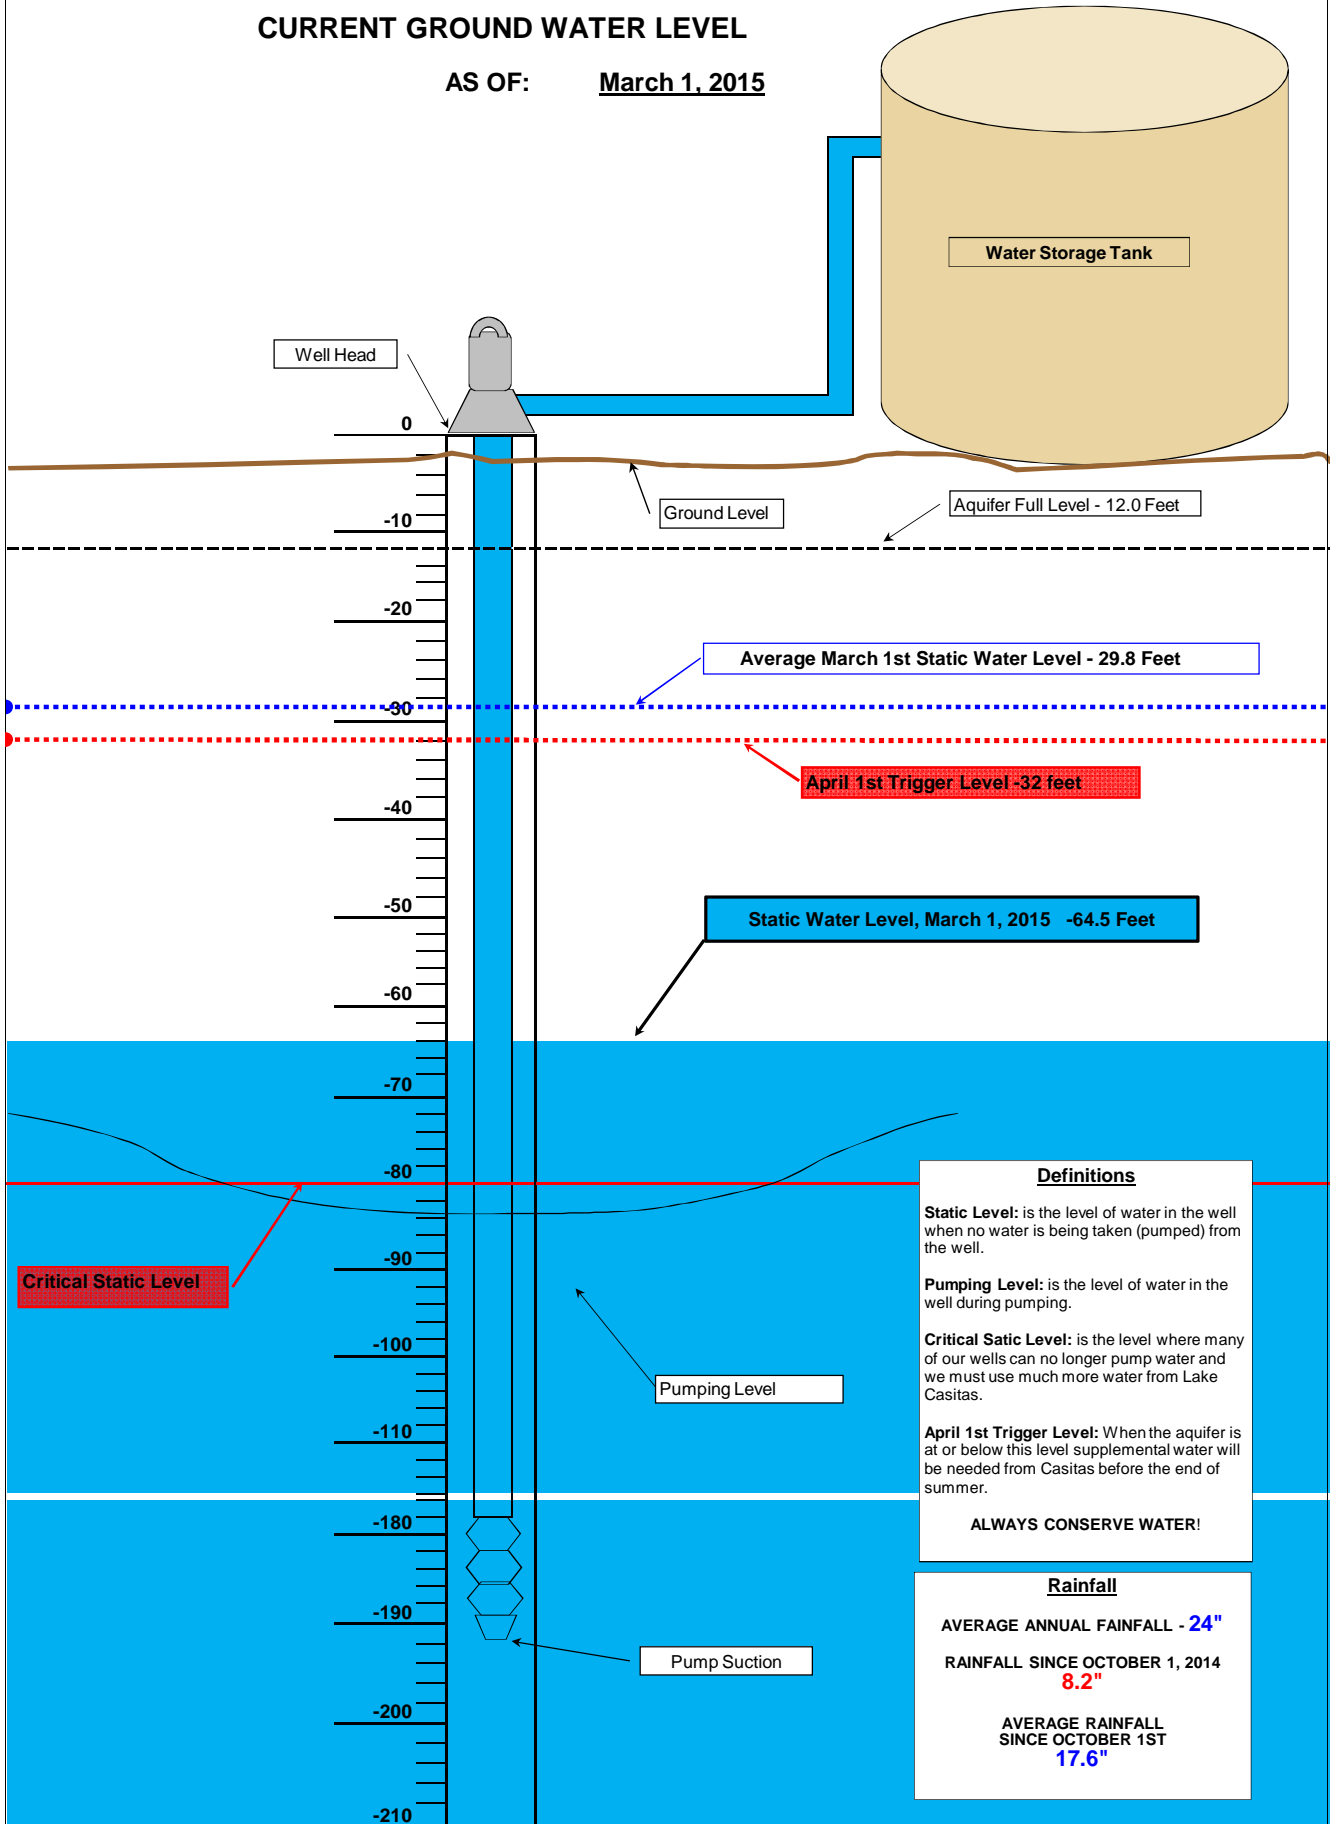 CURRENT GROUND WATER LEVEL
AS OF: March 1, 2015
Water Storage Tank
Well Head
0
Ground Level
Aquifer Full Level - 12.0 Feet
-10
-20
Average March 1st Static Water Level - 29.8 Feet
-30
April 1st Trigger Level -32 feet
-40
-50
Static Water Level, March 1, 2015 -64.5 Feet
-60
-70
-80
-90
Critical Static Level
-100
Pumping Level
-110
-180
-190
Pump Suction
-200
-210
Definitions
Static Level: is the level of water in the well
when no water is being taken (pumped) from
the well.
Pumping Level: is the level of water in the
well during pumping.
Critical Satic Level: is the level where many
of our wells can no longer pump water and
we must use much more water from Lake
Casitas.
April 1st Trigger Level: When the aquifer is
at or below this level supplemental water will
be needed from Casitas before the end of
summer.
ALWAYS CONSERVE WATER!
Rainfall
AVERAGE ANNUAL FAINFALL - 24"
RAINFALL SINCE OCTOBER 1, 2014
8.2"
AVERAGE RAINFALL
SINCE OCTOBER 1ST
17.6"